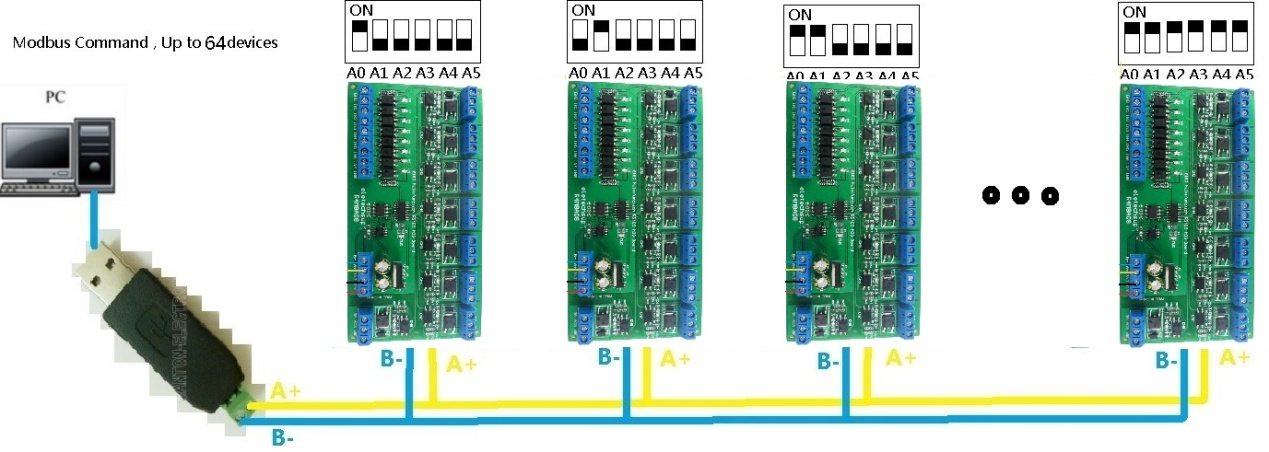 ON
ON
ON
ON
Modbus Command , Up to 64devices
A0 A1 A2 A3 A4 A5
A0 A1 A2 A3 A4 A5
A0 A1 A2 A3 A4 A5
A0 A1 A2 A3 A4 A5
PC
B-
A+
B-
A+
B-
A+
B-
A+
A+
B-